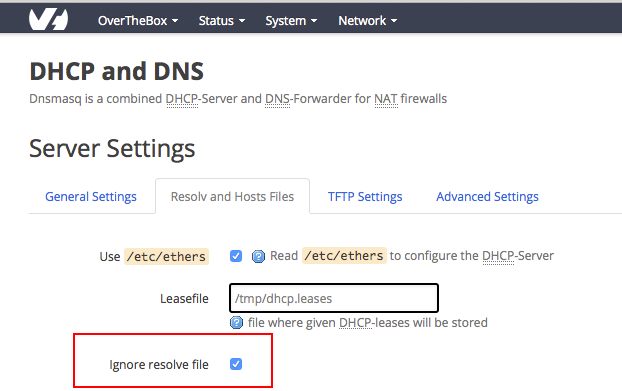 OverTheBox Status System Network
DHCP and DNS
Dnsmasq is a combined DHCP-Server and DNS-Forwarder for NAT firewalls
Server Settings
General Settings Resolv and Hosts Files TFTP Settings Advanced Settings
Use /etc/ethers Read /etc/ethers to configure the DHCP-Server
Leasefile /tmp/dhcp.leases
file where given DHCP-leases will be stored
Ignore resolve file